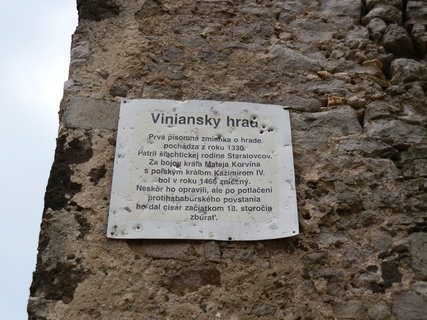 Viniansky hrad
Prvá písomná zmienka o hrade
pochádza z roku 1330.
Patril šľachtickej rodine Staraiovcov.
Za bojov kráľa Mateja Korvína
s poľským kráľom Kazimírom IV.
bol v roku 1466 zničený.
Neskôr ho opravili, ale po potlačení
protihabsburského povstania
ho dal cisár začiatkom 18. storočia
zbúrať.